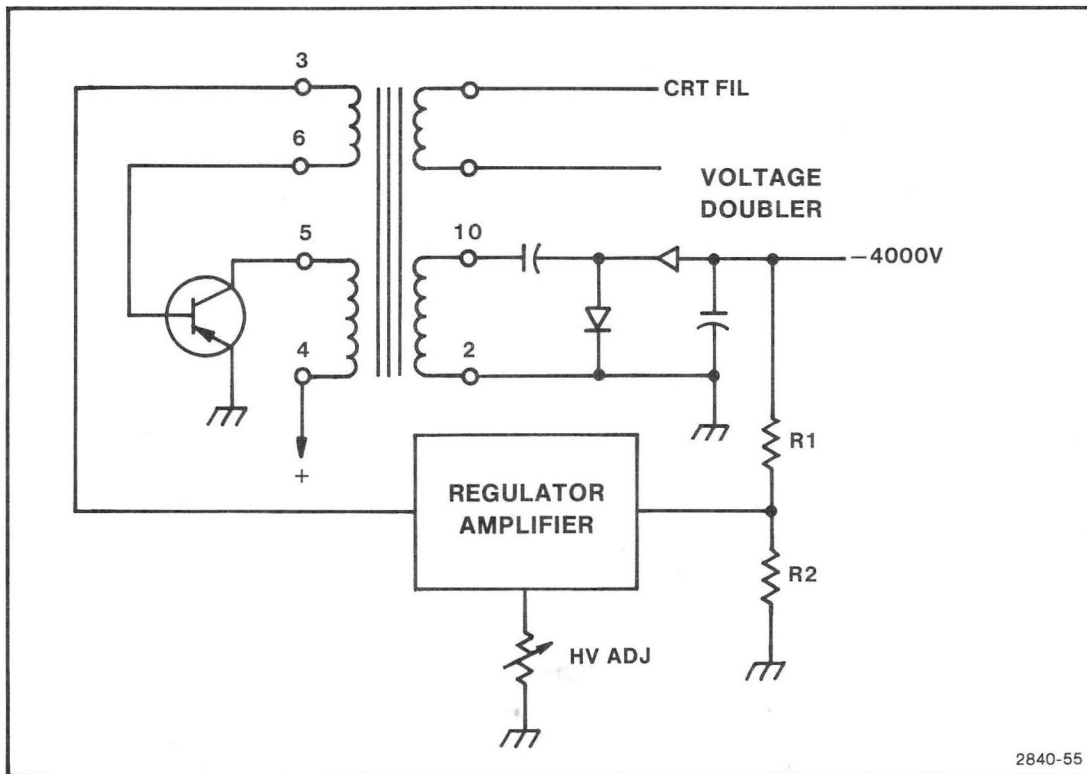 3
CRT FIL
6
VOLTAGE
DOUBLER
5
10
−4000V
4
2
R1
+
REGULATOR
AMPLIFIER
R2
HV ADJ
2840-55